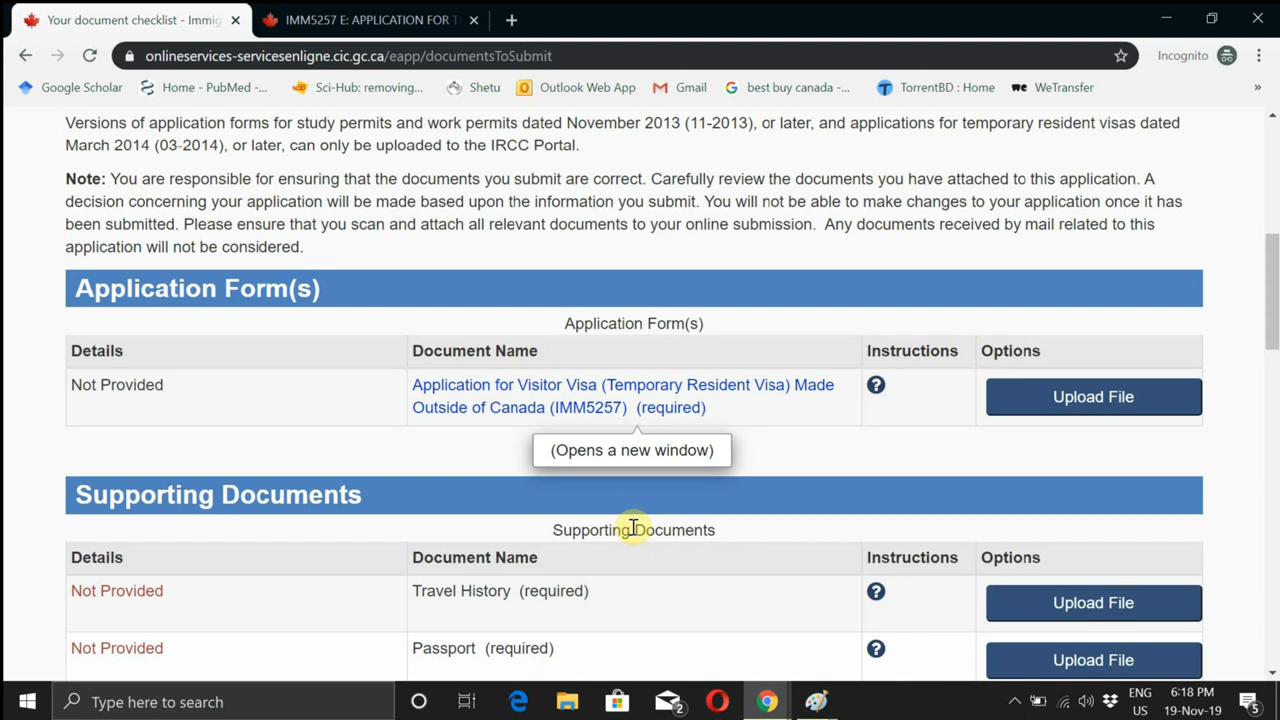 Your document checklist - Immig
IMM5257 E: APPLICATION FOR T
onlineservices-servicesenligne.cic.gc.ca/eapp/documentsToSubmit
Incognito
Google Scholar
Home - PubMed -...
Sci-Hub: removing...
Shetu
Outlook Web App
Gmail
best buy canada -...
TorrentBD : Home
WeTransfer
»
Versions of application forms for study permits and work permits dated November 2013 (11-2013), or later, and applications for temporary resident visas dated
March 2014 (03-2014), or later, can only be uploaded to the IRCC Portal.
Note: You are responsible for ensuring that the documents you submit are correct. Carefully review the documents you have attached to this application. A
decision concerning your application will be made based upon the information you submit. You will not be able to make changes to your application once it has
been submitted. Please ensure that you scan and attach all relevant documents to your online submission. Any documents received by mail related to this
application will not be considered.
Application Form(s)
Application Form(s)
Details Document Name Instructions Options
Not Provided Application for Visitor Visa (Temporary Resident Visa) Made ? Upload File
Outside of Canada (IMM5257) (required)
(Opens a new window)
Supporting Documents
Supporting Documents
Details Document Name Instructions Options
Not Provided Travel History (required) ? Upload File
Not Provided Passport (required) ? Upload File
Type here to search
2
ENG
US
6:18 PM
19-Nov-19
5